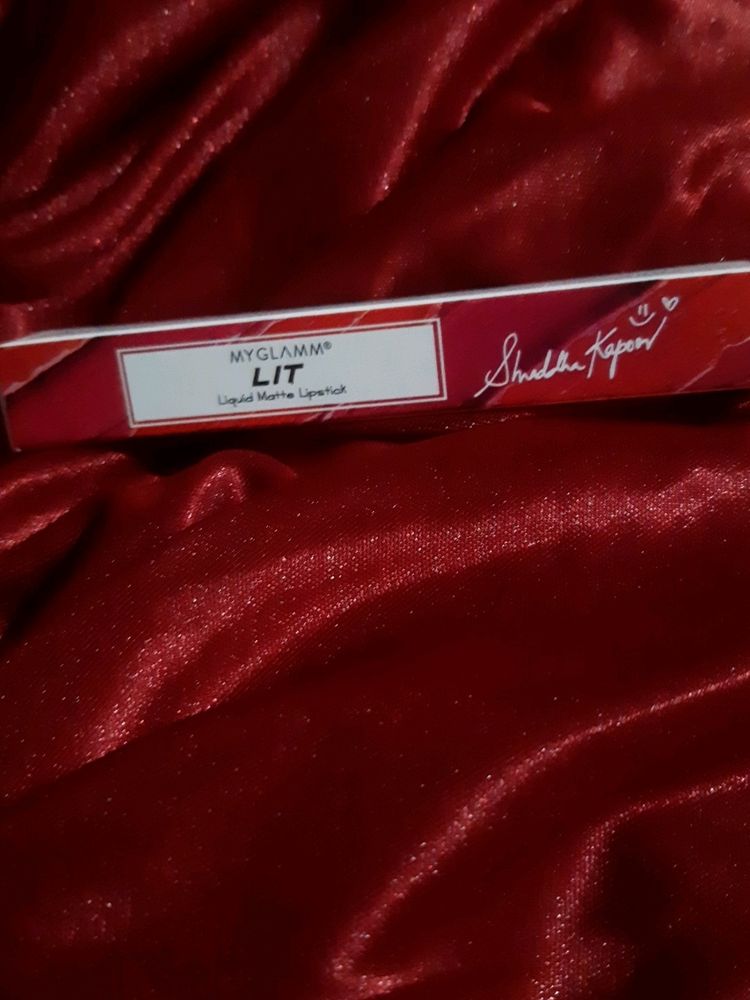 MYGLAMM®
LIT
Liquid Matte Lipstick
Shraddha Kapoor